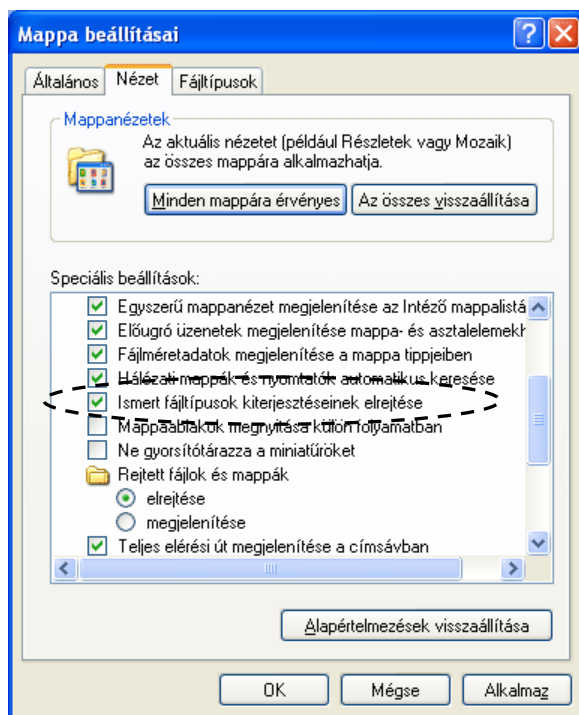 Mappa beállításai
Általános Nézet Fájltípusok
Mappanézetek
Az aktuális nézetet (például Részletek vagy Mozaik)
az összes mappára alkalmazhatja.
Minden mappára érvényes Az összes visszaállítása
Speciális beállítások:
Egyszerű mappanézet megjelenítése az Intéző mappalistá
Előugró üzenetek megjelenítése mappa- és asztalelemekh
Fájlméretadatok megjelenítése a mappa tippjeiben
Hálózati mappák és nyomtatók automatikus keresése
Ismert fájltípusok kiterjesztéseinek elrejtése
Mappaablakok megnyitása külön folyamatban
Ne gyorsítótárazza a miniatűröket
Rejtett fájlok és mappák
elrejtése
megjelenítése
Teljes elérési út megjelenítése a címsávban
Alapértelmezések visszaállítása
OK Mégse Alkalmaz